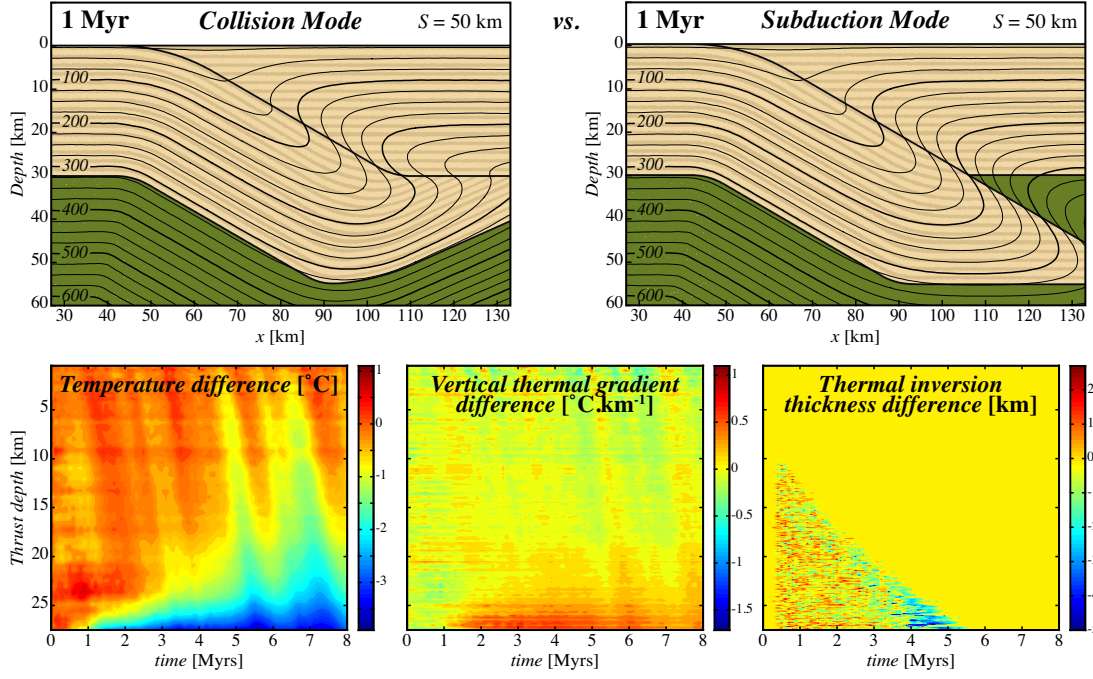 1 Myr Collision Mode S = 50 km vs. 1 Myr Subduction Mode S = 50 km
0
10
20
30
40
50
60
Depth [km]
100
200
300
400
500
600
30 40 50 60 70 80 90 100 110 120 130
x [km]
0
10
20
30
40
50
60
Depth [km]
100
200
300
400
500
600
30 40 50 60 70 80 90 100 110 120 130
x [km]
Temperature difference [˚C]
5
10
15
20
25
Thrust depth [km]
0 1 2 3 4 5 6 7 8
time [Myrs]
1
0
-1
-2
-3
Vertical thermal gradient
difference [˚C.km-1]
0 1 2 3 4 5 6 7 8
time [Myrs]
1
0.5
0
-0.5
-1
-1.5
Thermal inversion
thickness difference [km]
0 1 2 3 4 5 6 7 8
time [Myrs]
2
1
0